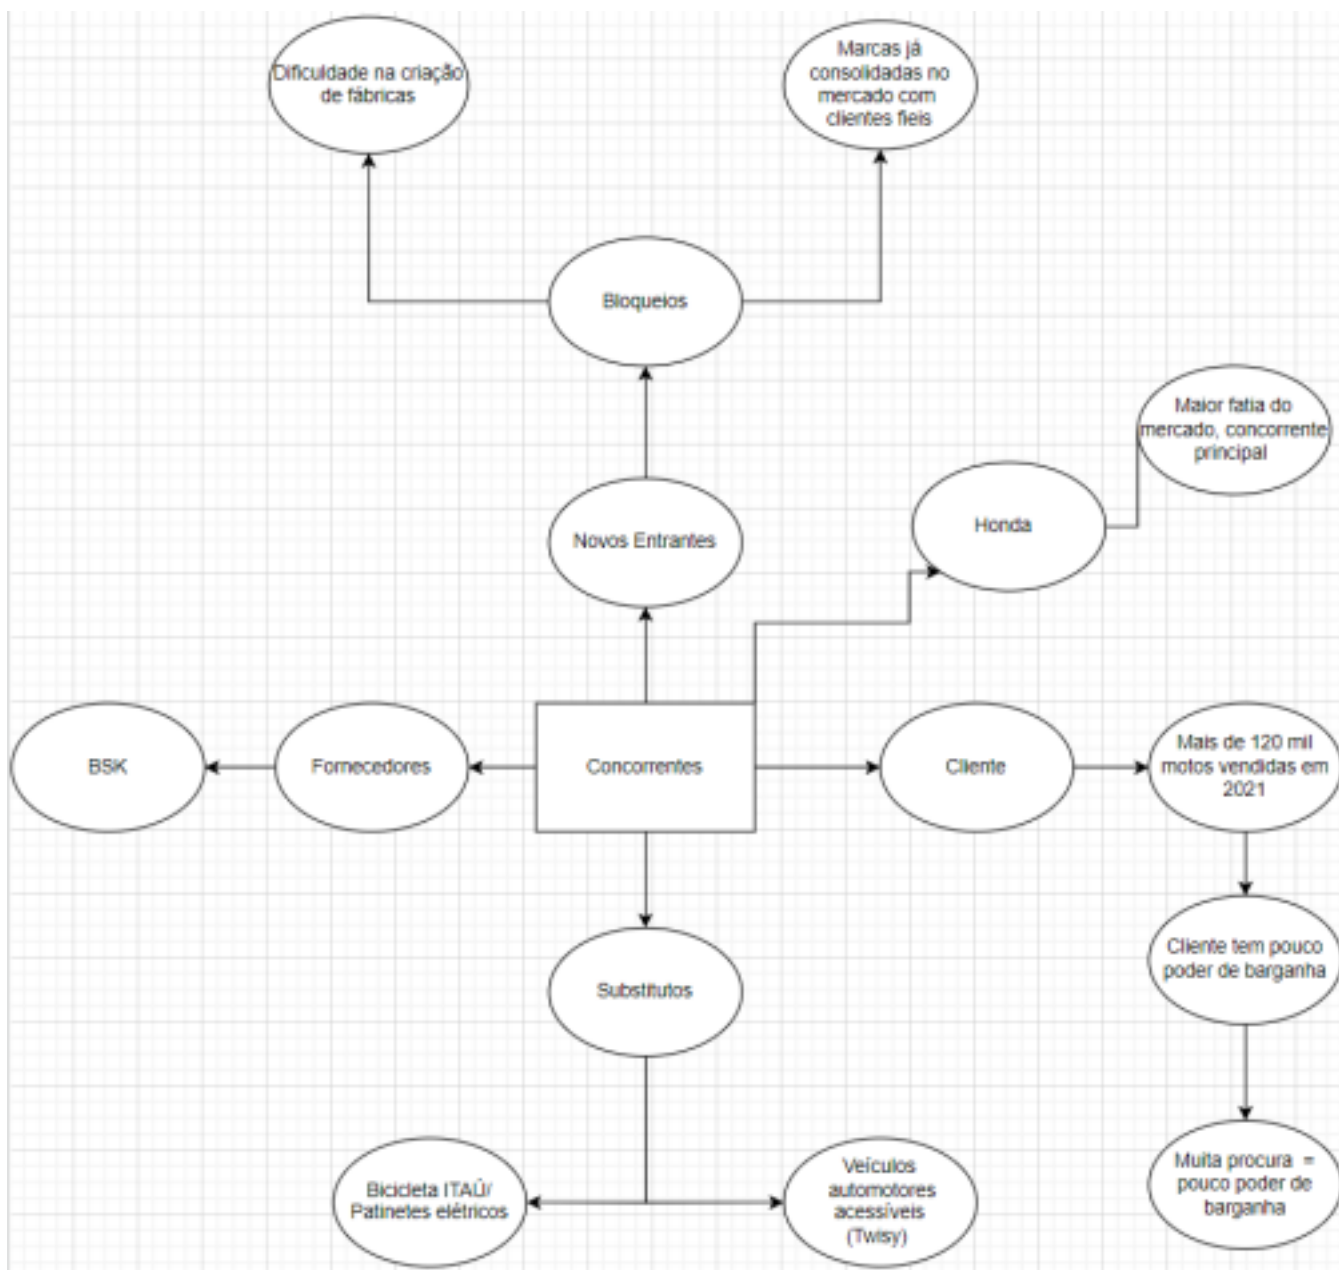 Dificuldade na criação
de fábricas
Marcas já
consolidadas no
mercado com
clientes fieis
Bloqueios
Maior fatia do
mercado, concorrente
principal
Honda
Novos Entrantes
BSK
Fornecedores
Concorrentes
Cliente
Mais de 120 mil
motos vendidas em
2021
Cliente tem pouco
poder de barganha
Substitutos
Muita procura =
pouco poder de
barganha
Bicicleta ITAÚ/
Patinetes elétricos
Veículos
automotores
acessíveis
(Twisy)